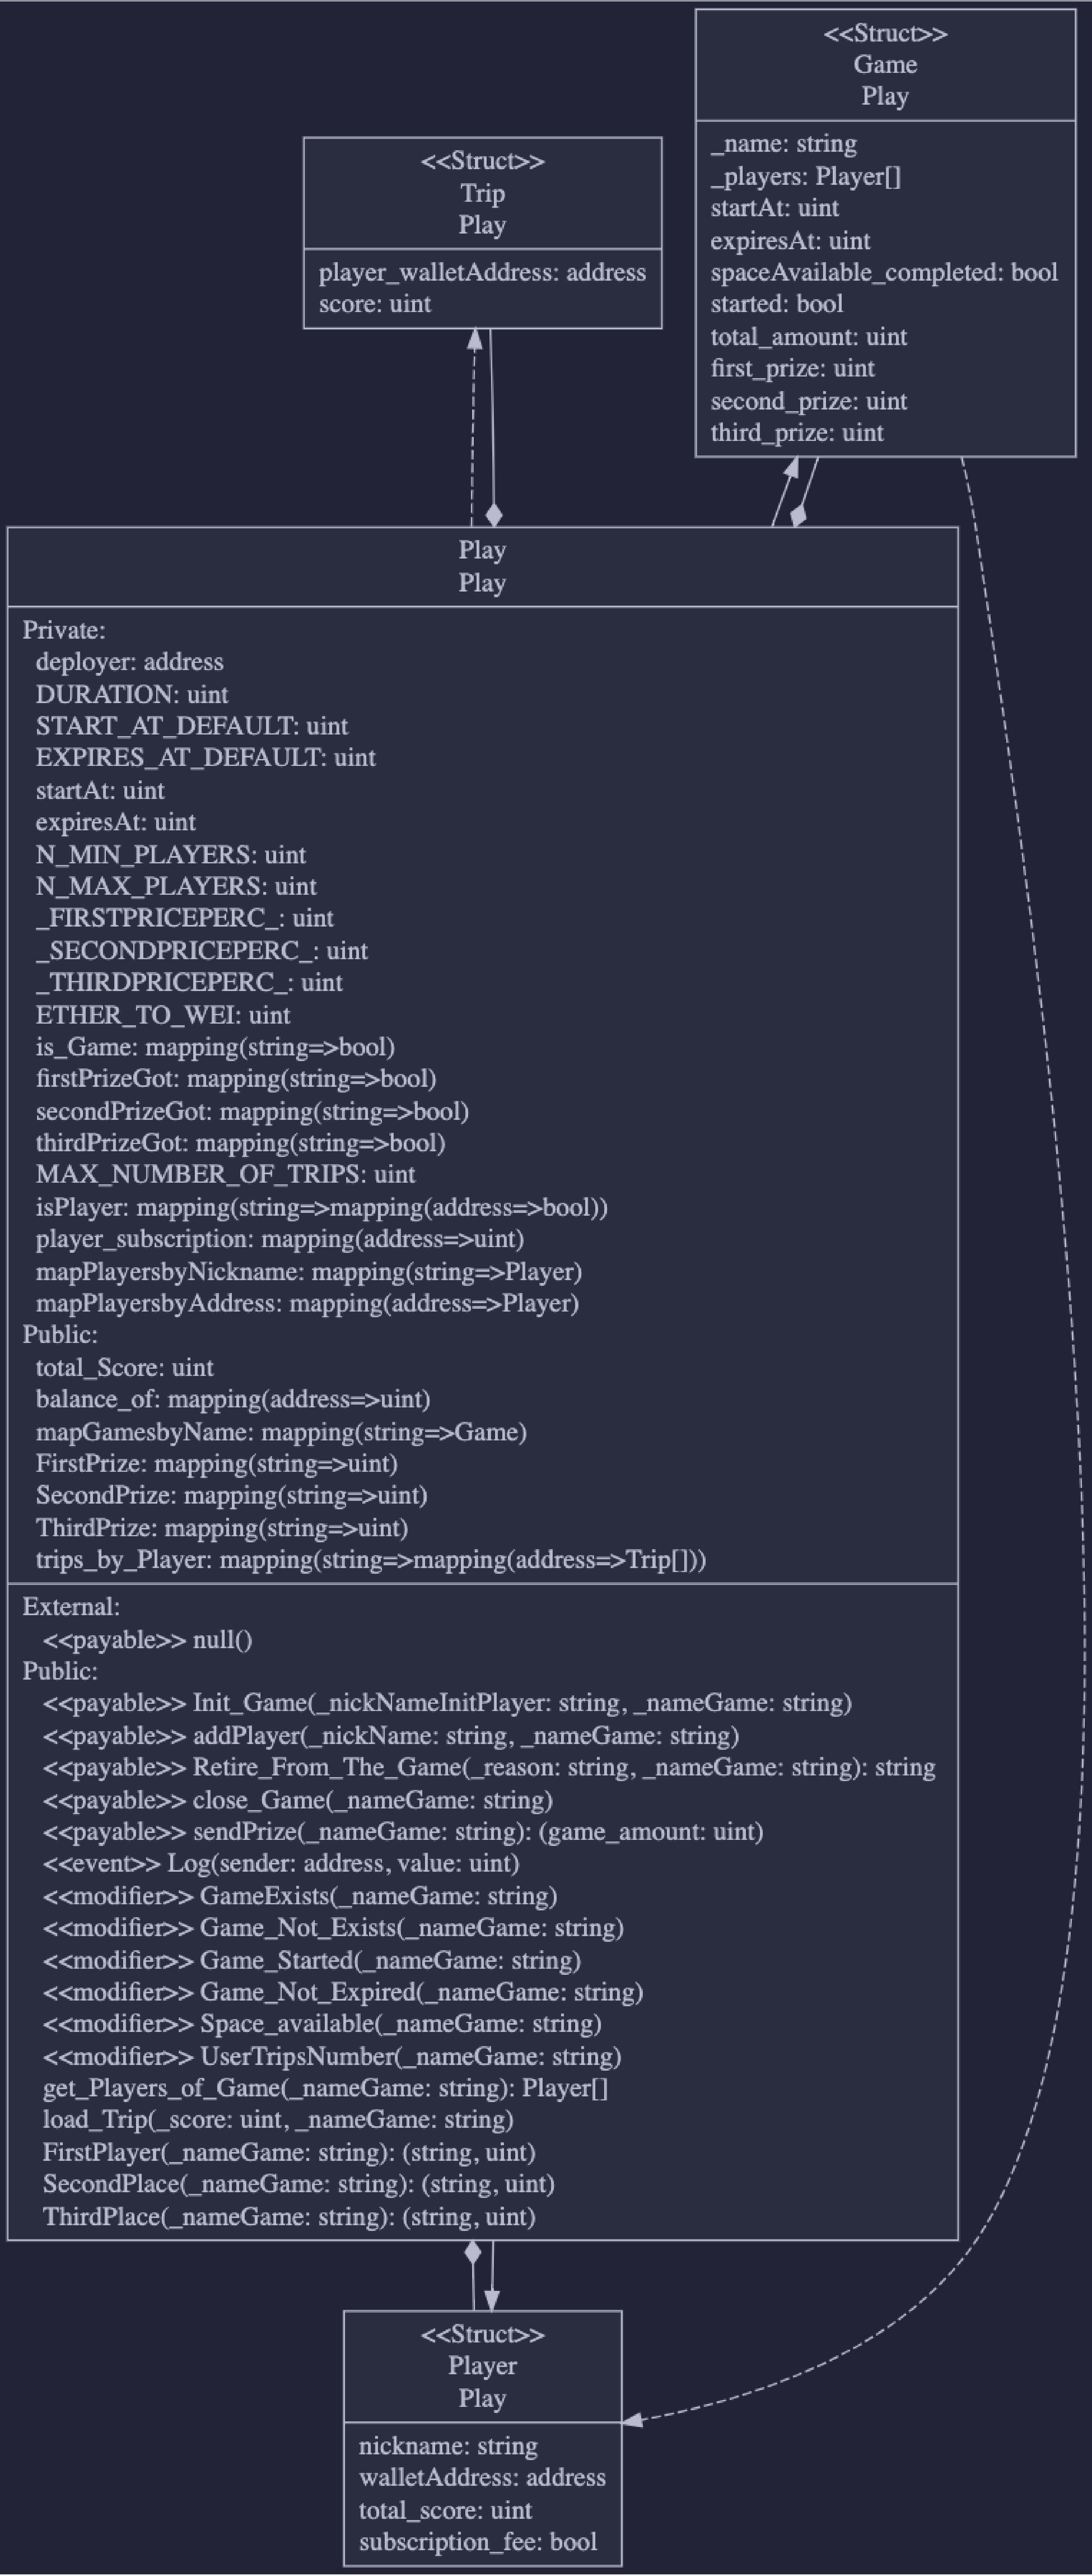 <<Struct>>
Game
Play
_name: string
_players: Player[]
startAt: uint
expiresAt: uint
spaceAvailable_completed: bool
started: bool
total_amount: uint
first_prize: uint
second_prize: uint
third_prize: uint
<<Struct>>
Trip
Play
player_walletAddress: address
score: uint
Play
Play
Private:
deployer: address
DURATION: uint
START_AT_DEFAULT: uint
EXPIRES_AT_DEFAULT: uint
startAt: uint
expiresAt: uint
N_MIN_PLAYERS: uint
N_MAX_PLAYERS: uint
_FIRSTPRICEPERC_: uint
_SECONDPRICEPERC_: uint
_THIRDPRICEPERC_: uint
ETHER_TO_WEI: uint
is_Game: mapping(string=>bool)
firstPrizeGot: mapping(string=>bool)
secondPrizeGot: mapping(string=>bool)
thirdPrizeGot: mapping(string=>bool)
MAX_NUMBER_OF_TRIPS: uint
isPlayer: mapping(string=>mapping(address=>bool))
player_subscription: mapping(address=>uint)
mapPlayersbyNickname: mapping(string=>Player)
mapPlayersbyAddress: mapping(address=>Player)
Public:
total_Score: uint
balance_of: mapping(address=>uint)
mapGamesbyName: mapping(string=>Game)
FirstPrize: mapping(string=>uint)
SecondPrize: mapping(string=>uint)
ThirdPrize: mapping(string=>uint)
trips_by_Player: mapping(string=>mapping(address=>Trip[]))
External:
<<payable>> null()
Public:
<<payable>> Init_Game(_nickNameInitPlayer: string, _nameGame: string)
<<payable>> addPlayer(_nickName: string, _nameGame: string)
<<payable>> Retire_From_The_Game(_reason: string, _nameGame: string): string
<<payable>> close_Game(_nameGame: string)
<<payable>> sendPrize(_nameGame: string): (game_amount: uint)
<<event>> Log(sender: address, value: uint)
<<modifier>> GameExists(_nameGame: string)
<<modifier>> Game_Not_Exists(_nameGame: string)
<<modifier>> Game_Started(_nameGame: string)
<<modifier>> Game_Not_Expired(_nameGame: string)
<<modifier>> Space_available(_nameGame: string)
<<modifier>> UserTripsNumber(_nameGame: string)
get_Players_of_Game(_nameGame: string): Player[]
load_Trip(_score: uint, _nameGame: string)
FirstPlayer(_nameGame: string): (string, uint)
SecondPlace(_nameGame: string): (string, uint)
ThirdPlace(_nameGame: string): (string, uint)
<<Struct>>
Player
Play
nickname: string
walletAddress: address
total_score: uint
subscription_fee: bool